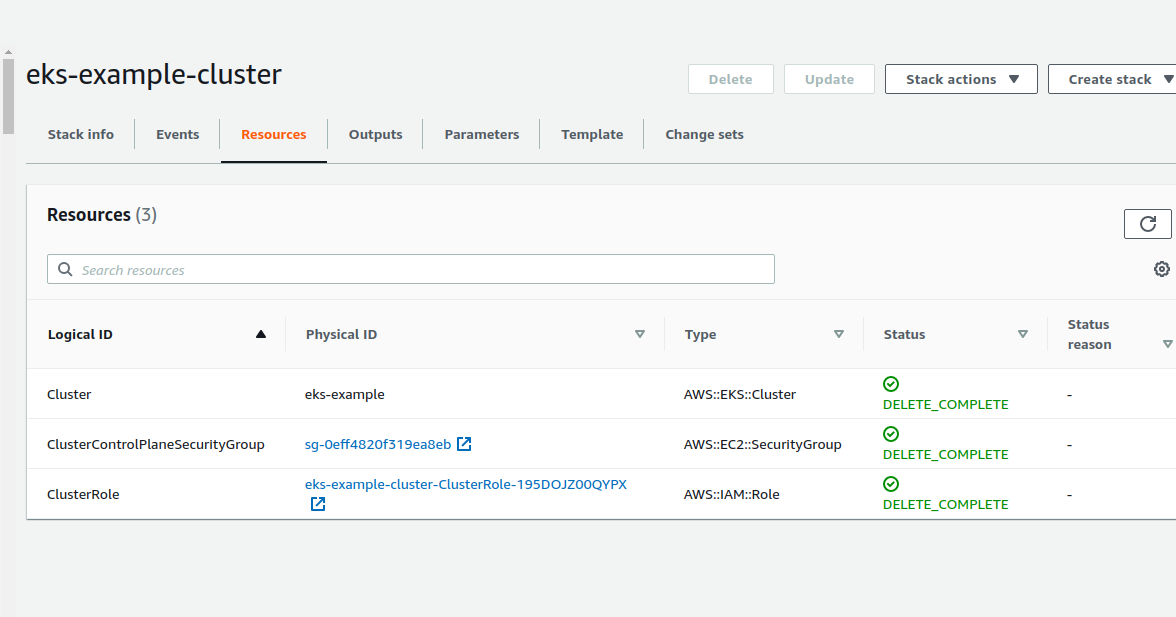 eks-example-cluster
Delete
Update
Stack actions
Create stack
Stack info
Events
Resources
Outputs
Parameters
Template
Change sets
Resources (3)
Search resources
Logical ID
Physical ID
Type
Status
Status
reason
Cluster
eks-example
AWS::EKS::Cluster
DELETE_COMPLETE
-
ClusterControlPlaneSecurityGroup
sg-0eff4820f319ea8eb
AWS::EC2::SecurityGroup
DELETE_COMPLETE
-
ClusterRole
eks-example-cluster-ClusterRole-195DOJZ00QYPX
AWS::IAM::Role
DELETE_COMPLETE
-